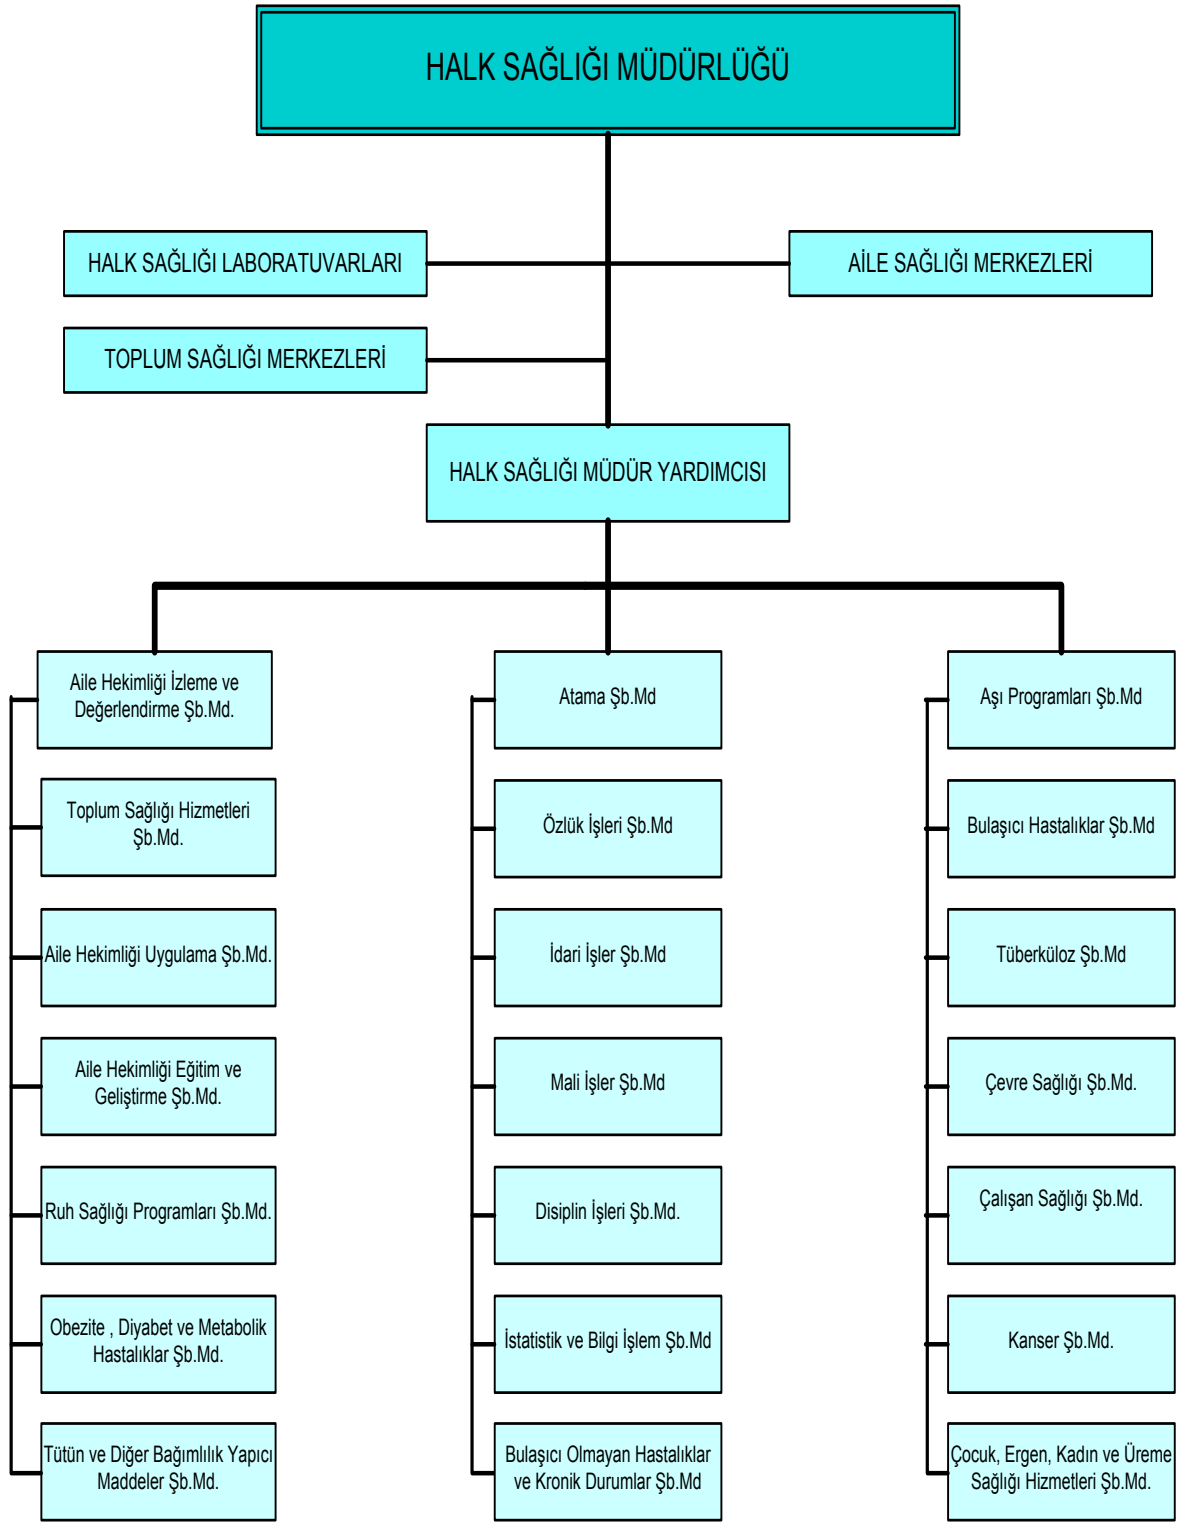 HALK SAĞLIĞI MÜDÜRLÜĞÜ
HALK SAĞLIĞI LABORATUVARLARI
AİLE SAĞLIĞI MERKEZLERİ
TOPLUM SAĞLIĞI MERKEZLERİ
HALK SAĞLIĞI MÜDÜR YARDIMCISI
Aile Hekimliği İzleme ve
Değerlendirme Şb.Md.
Toplum Sağlığı Hizmetleri
Şb.Md.
Aile Hekimliği Uygulama Şb.Md.
Aile Hekimliği Eğitim ve
Geliştirme Şb.Md.
Ruh Sağlığı Programları Şb.Md.
Obezite , Diyabet ve Metabolik
Hastalıklar Şb.Md.
Tütün ve Diğer Bağımlılık Yapıcı
Maddeler Şb.Md.
Atama Şb.Md
Özlük İşleri Şb.Md
İdari İşler Şb.Md
Mali İşler Şb.Md
Disiplin İşleri Şb.Md.
İstatistik ve Bilgi İşlem Şb.Md
Bulaşıcı Olmayan Hastalıklar
ve Kronik Durumlar Şb.Md
Aşı Programları Şb.Md
Bulaşıcı Hastalıklar Şb.Md
Tüberküloz Şb.Md
Çevre Sağlığı Şb.Md.
Çalışan Sağlığı Şb.Md.
Kanser Şb.Md.
Çocuk, Ergen, Kadın ve Üreme
Sağlığı Hizmetleri Şb.Md.